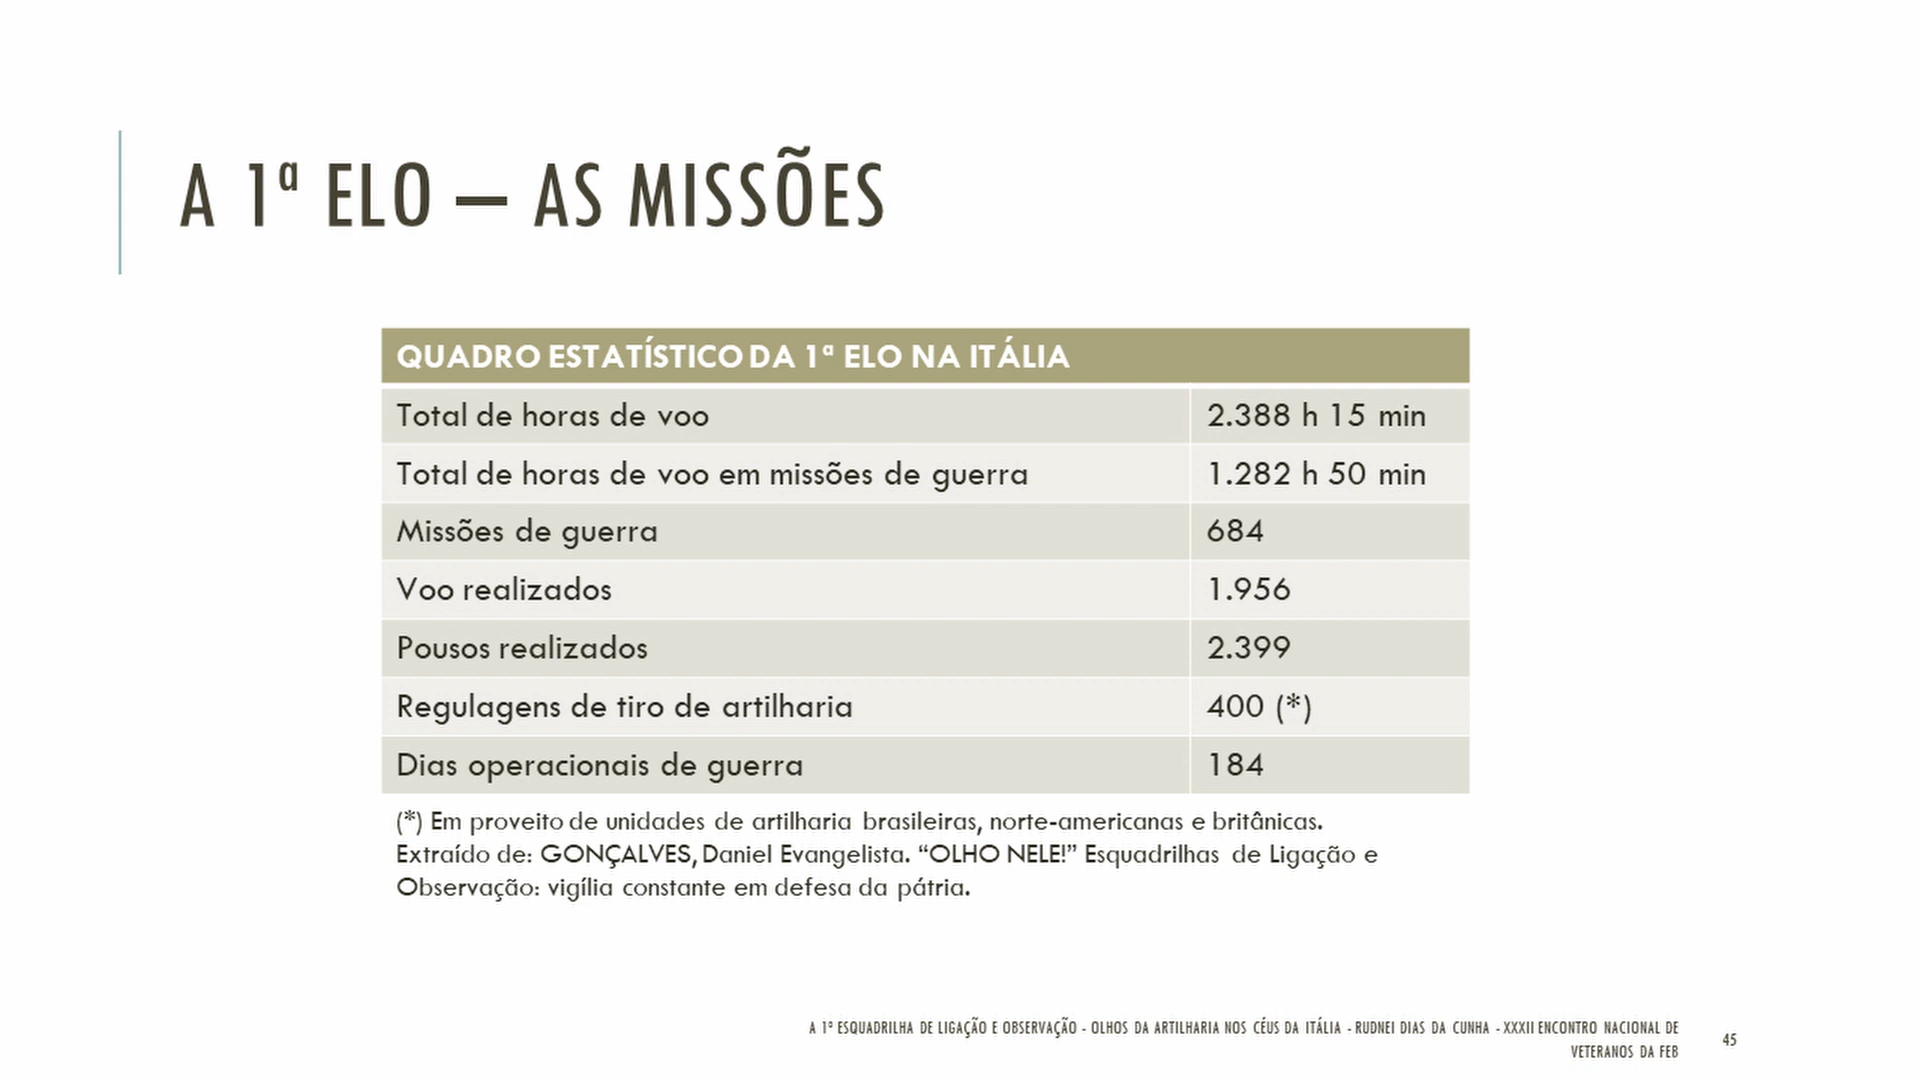 A 1ª ELO – AS MISSÕES
QUADRO ESTATÍSTICO DA 1ª ELO NA ITÁLIA
Total de horas de voo 2.388 h 15 min
Total de horas de voo em missões de guerra 1.282 h 50 min
Missões de guerra 684
Voo realizados 1.956
Pousos realizados 2.399
Regulagens de tiro de artilharia 400 (*)
Dias operacionais de guerra 184
(*) Em proveito de unidades de artilharia brasileiras, norte-americanas e britânicas.
Extraído de: GONÇALVES, Daniel Evangelista. “OLHO NELE!” Esquadrilhas de Ligação e
Observação: vigília constante em defesa da pátria.
A 1ª ESQUADRILHA DE LIGAÇÃO E OBSERVAÇÃO - OLHOS DA ARTILHARIA NOS CÉUS DA ITÁLIA - RUDNEI DIAS DA CUNHA - XXXII ENCONTRO NACIONAL DE
VETERANOS DA FEB
45